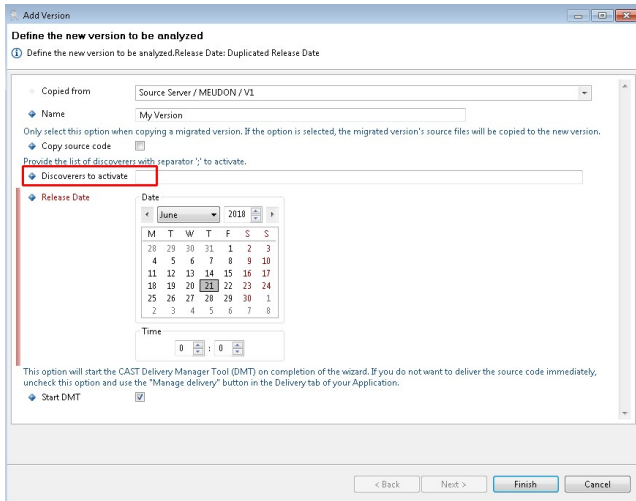 Add Version
Define the new version to be analyzed
Define the new version to be analyzed.Release Date: Duplicated Release Date
Copied from
Source Server / MEUDON / V1
Name
My Version
Only select this option when copying a migrated version. If the option is selected, the migrated version's source files will be copied to the new version.
Copy source code
Provide the list of discoverers with separator ';' to activate.
Discoverers to activate
Release Date
Date
June 2018
M T W T F S S
28 29 30 31 1 2 3
4 5 6 7 8 9 10
11 12 13 14 15 16 17
18 19 20 21 22 23 24
25 26 27 28 29 30 1
2 3 4 5 6 7 8
Time
0 : 0
This option will start the CAST Delivery Manager Tool (DMT) on completion of the wizard. If you do not want to deliver the source code immediately,
uncheck this option and use the "Manage delivery" button in the Delivery tab of your Application.
Start DMT
< Back Next > Finish Cancel